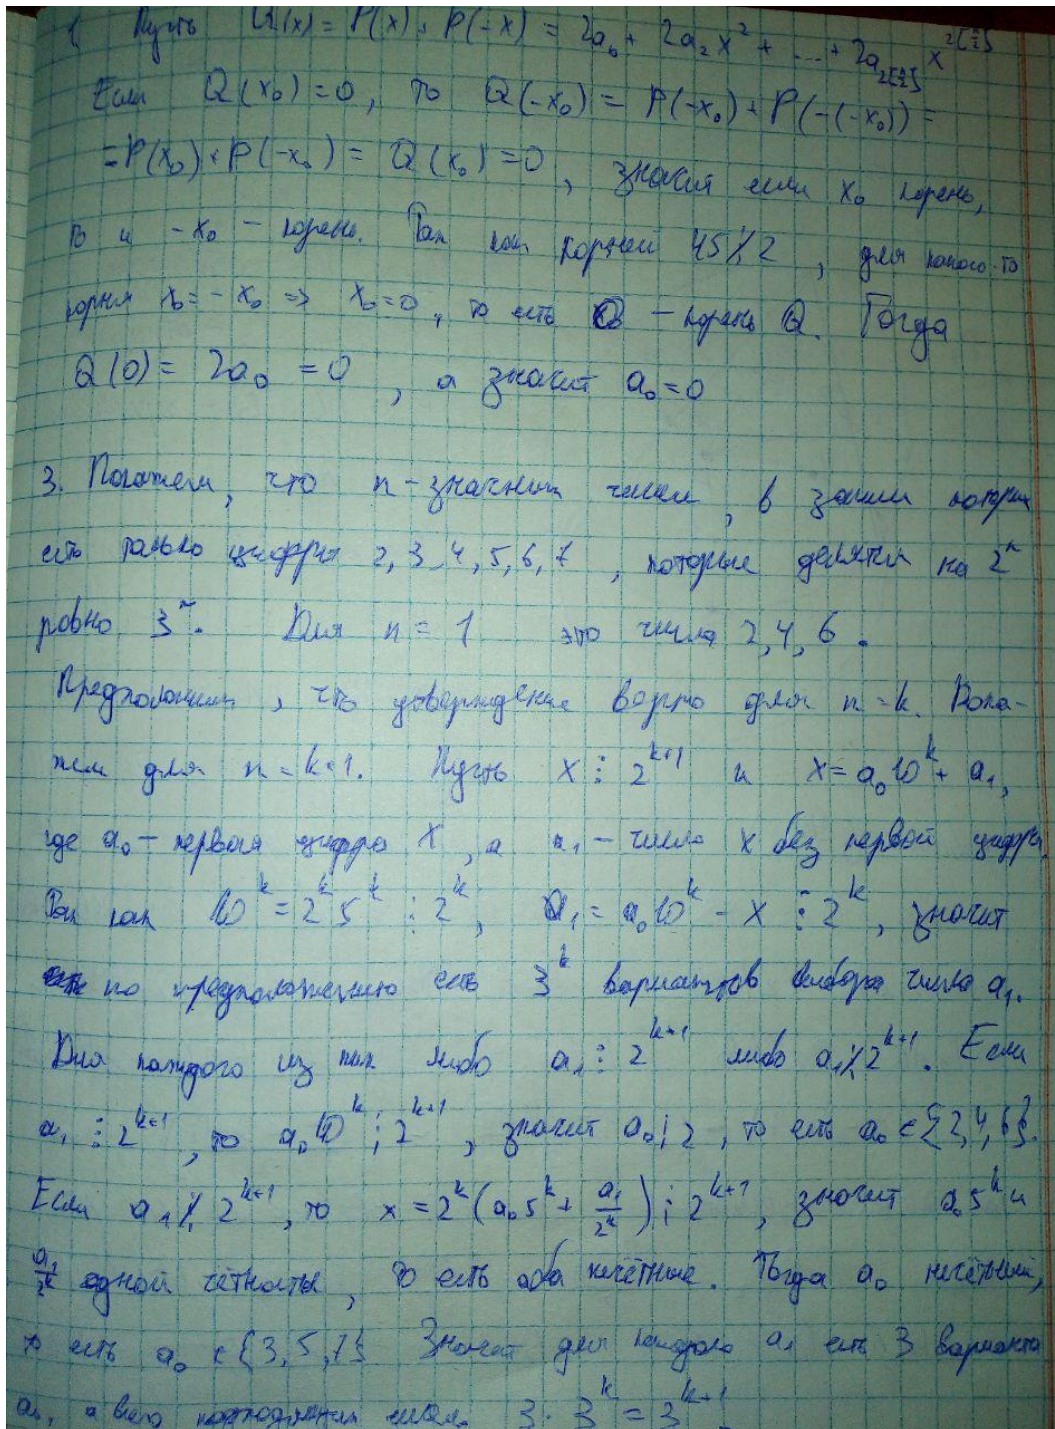 1 Пусть Q(x) = P(x) + P(-x) = 2a₀ + 2a₂x² + ... + 2a_{2[n/2]} x^{2[n/2]}
Если Q(x₀) = 0, то Q(-x₀) = P(-x₀) + P(-(-x₀)) =
= P(x₀) + P(-x₀) = Q(x₀) = 0, значит если x₀ корень,
то и -x₀ - корень. Так как корней 45 ⋮̸ 2, для какого-то
корня x₀ = -x₀ => x₀ = 0, то есть 0 - корень Q. Тогда
Q(0) = 2a₀ = 0, а значит a₀ = 0
3. Покажем, что n-значных чисел, в записи которых
есть только цифры 2, 3, 4, 5, 6, 7, которые делятся на 2ⁿ
ровно 3ⁿ. Для n = 1 это числа 2, 4, 6.
Предположим, что утверждение верно для n = k. Пока-
жем для n = k+1. Пусть x ⋮ 2^{k+1} и x = a₀10^k + a₁,
где a₀ - первая цифра x, а a₁ - число x без первой цифры.
Так как 10^k = 2^k 5^k ⋮ 2^k, a₁ = a₀10^k - x ⋮ 2^k, значит
по предположению есть 3^k вариантов выбора числа a₁.
Для каждого из них либо a₁ ⋮ 2^{k+1} либо a₁ ⋮̸ 2^{k+1}. Если
a₁ ⋮ 2^{k+1}, то a₀10^k ⋮ 2^{k+1}, значит a₀ ⋮ 2, то есть a₀ ∈ {2, 4, 6}.
Если a₁ ⋮̸ 2^{k+1}, то x = 2^k (a₀5^k + a₁/2^k) ⋮ 2^{k+1}, значит a₀5^k и
a₁/2^k одной чётности, то есть оба нечётные. Тогда a₀ нечётный,
то есть a₀ ∈ {3, 5, 7} Значит для каждого a₁ есть 3 варианта
a₀, а всего подходящих чисел 3 · 3^k = 3^{k+1}